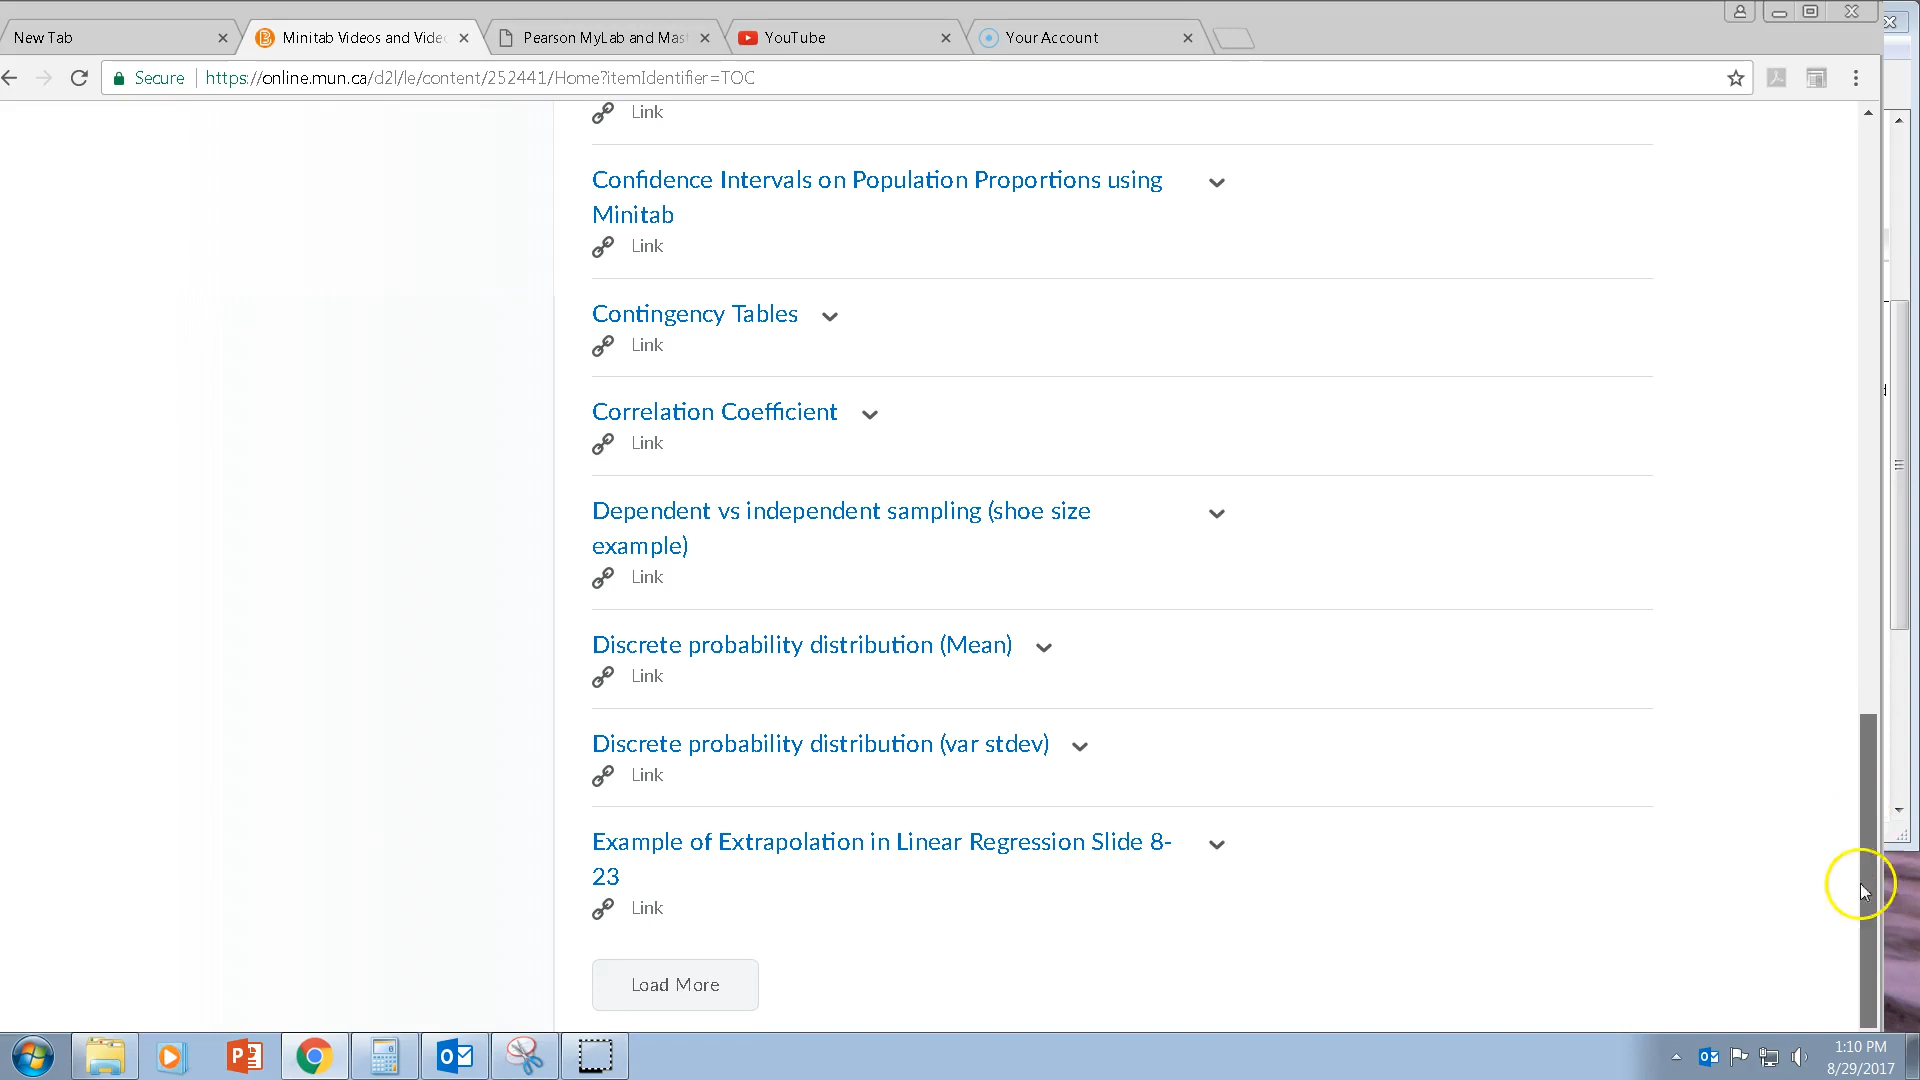 New Tab
Minitab Videos and Vide
Pearson MyLab and Mas
YouTube
Your Account
Secure
https://online.mun.ca/d2l/le/content/252441/Home?itemIdentifier=TOC
Link
Confidence Intervals on Population Proportions using
Minitab
Link
Contingency Tables
Link
Correlation Coefficient
Link
Dependent vs independent sampling (shoe size
example)
Link
Discrete probability distribution (Mean)
Link
Discrete probability distribution (var stdev)
Link
Example of Extrapolation in Linear Regression Slide 8-
23
Link
Load More
1:10 PM
8/29/2017